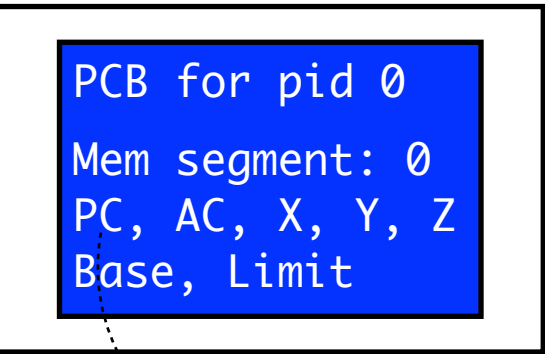 PCB for pid 0
Mem segment: 0
PC, AC, X, Y, Z
Base, Limit